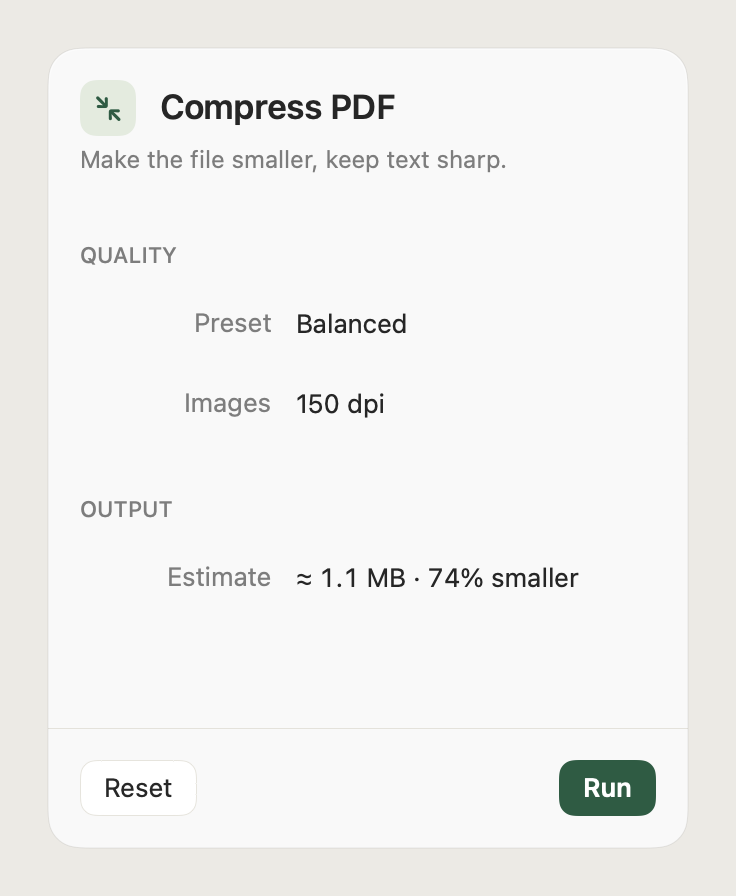 Compress PDF
Make the file smaller, keep text sharp.
QUALITY
Preset Balanced
Images 150 dpi
OUTPUT
Estimate ≈ 1.1 MB · 74% smaller
Reset Run